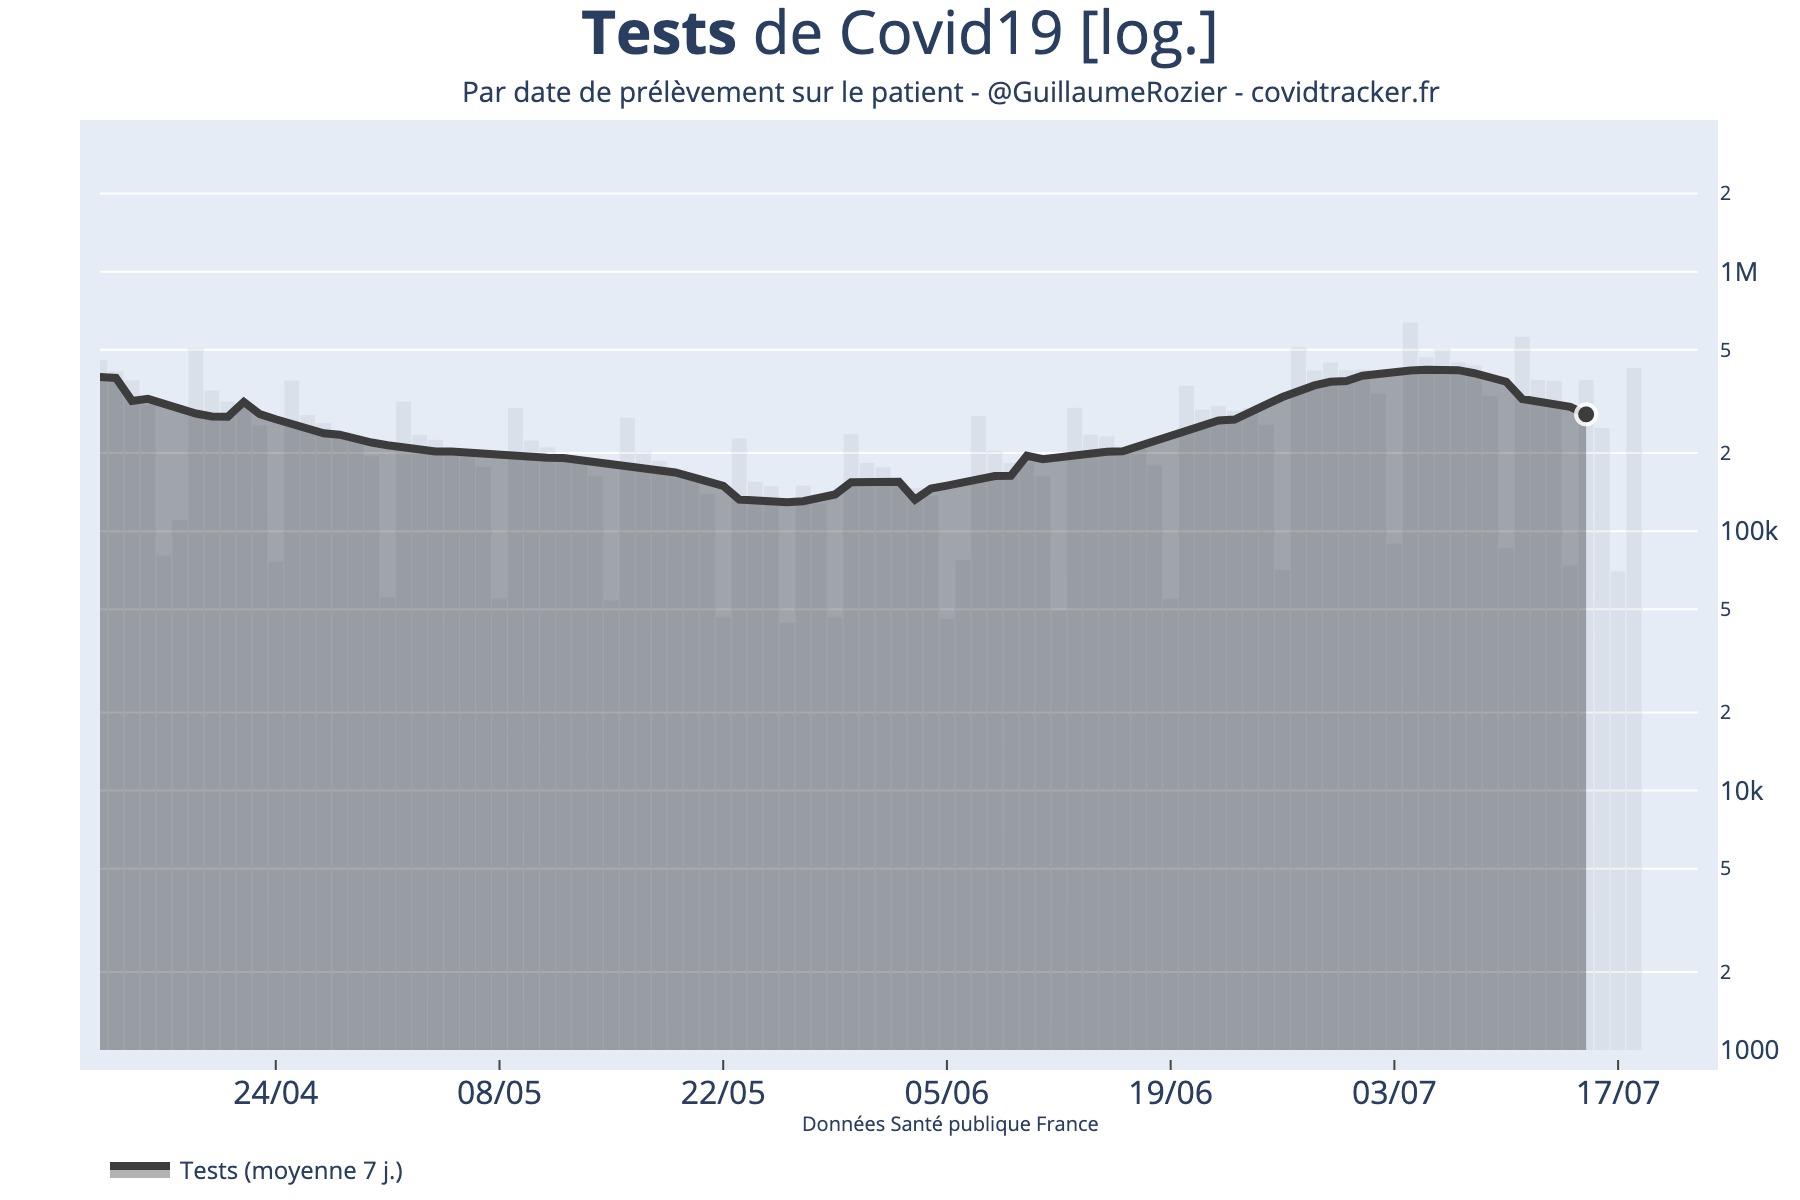 Tests de Covid19 [log.]
Par date de prélèvement sur le patient - @GuillaumeRozier - covidtracker.fr
2
1M
5
2
100k
5
2
10k
5
2
1000
24/04 08/05 22/05 05/06 19/06 03/07 17/07
Données Santé publique France
Tests (moyenne 7 j.)